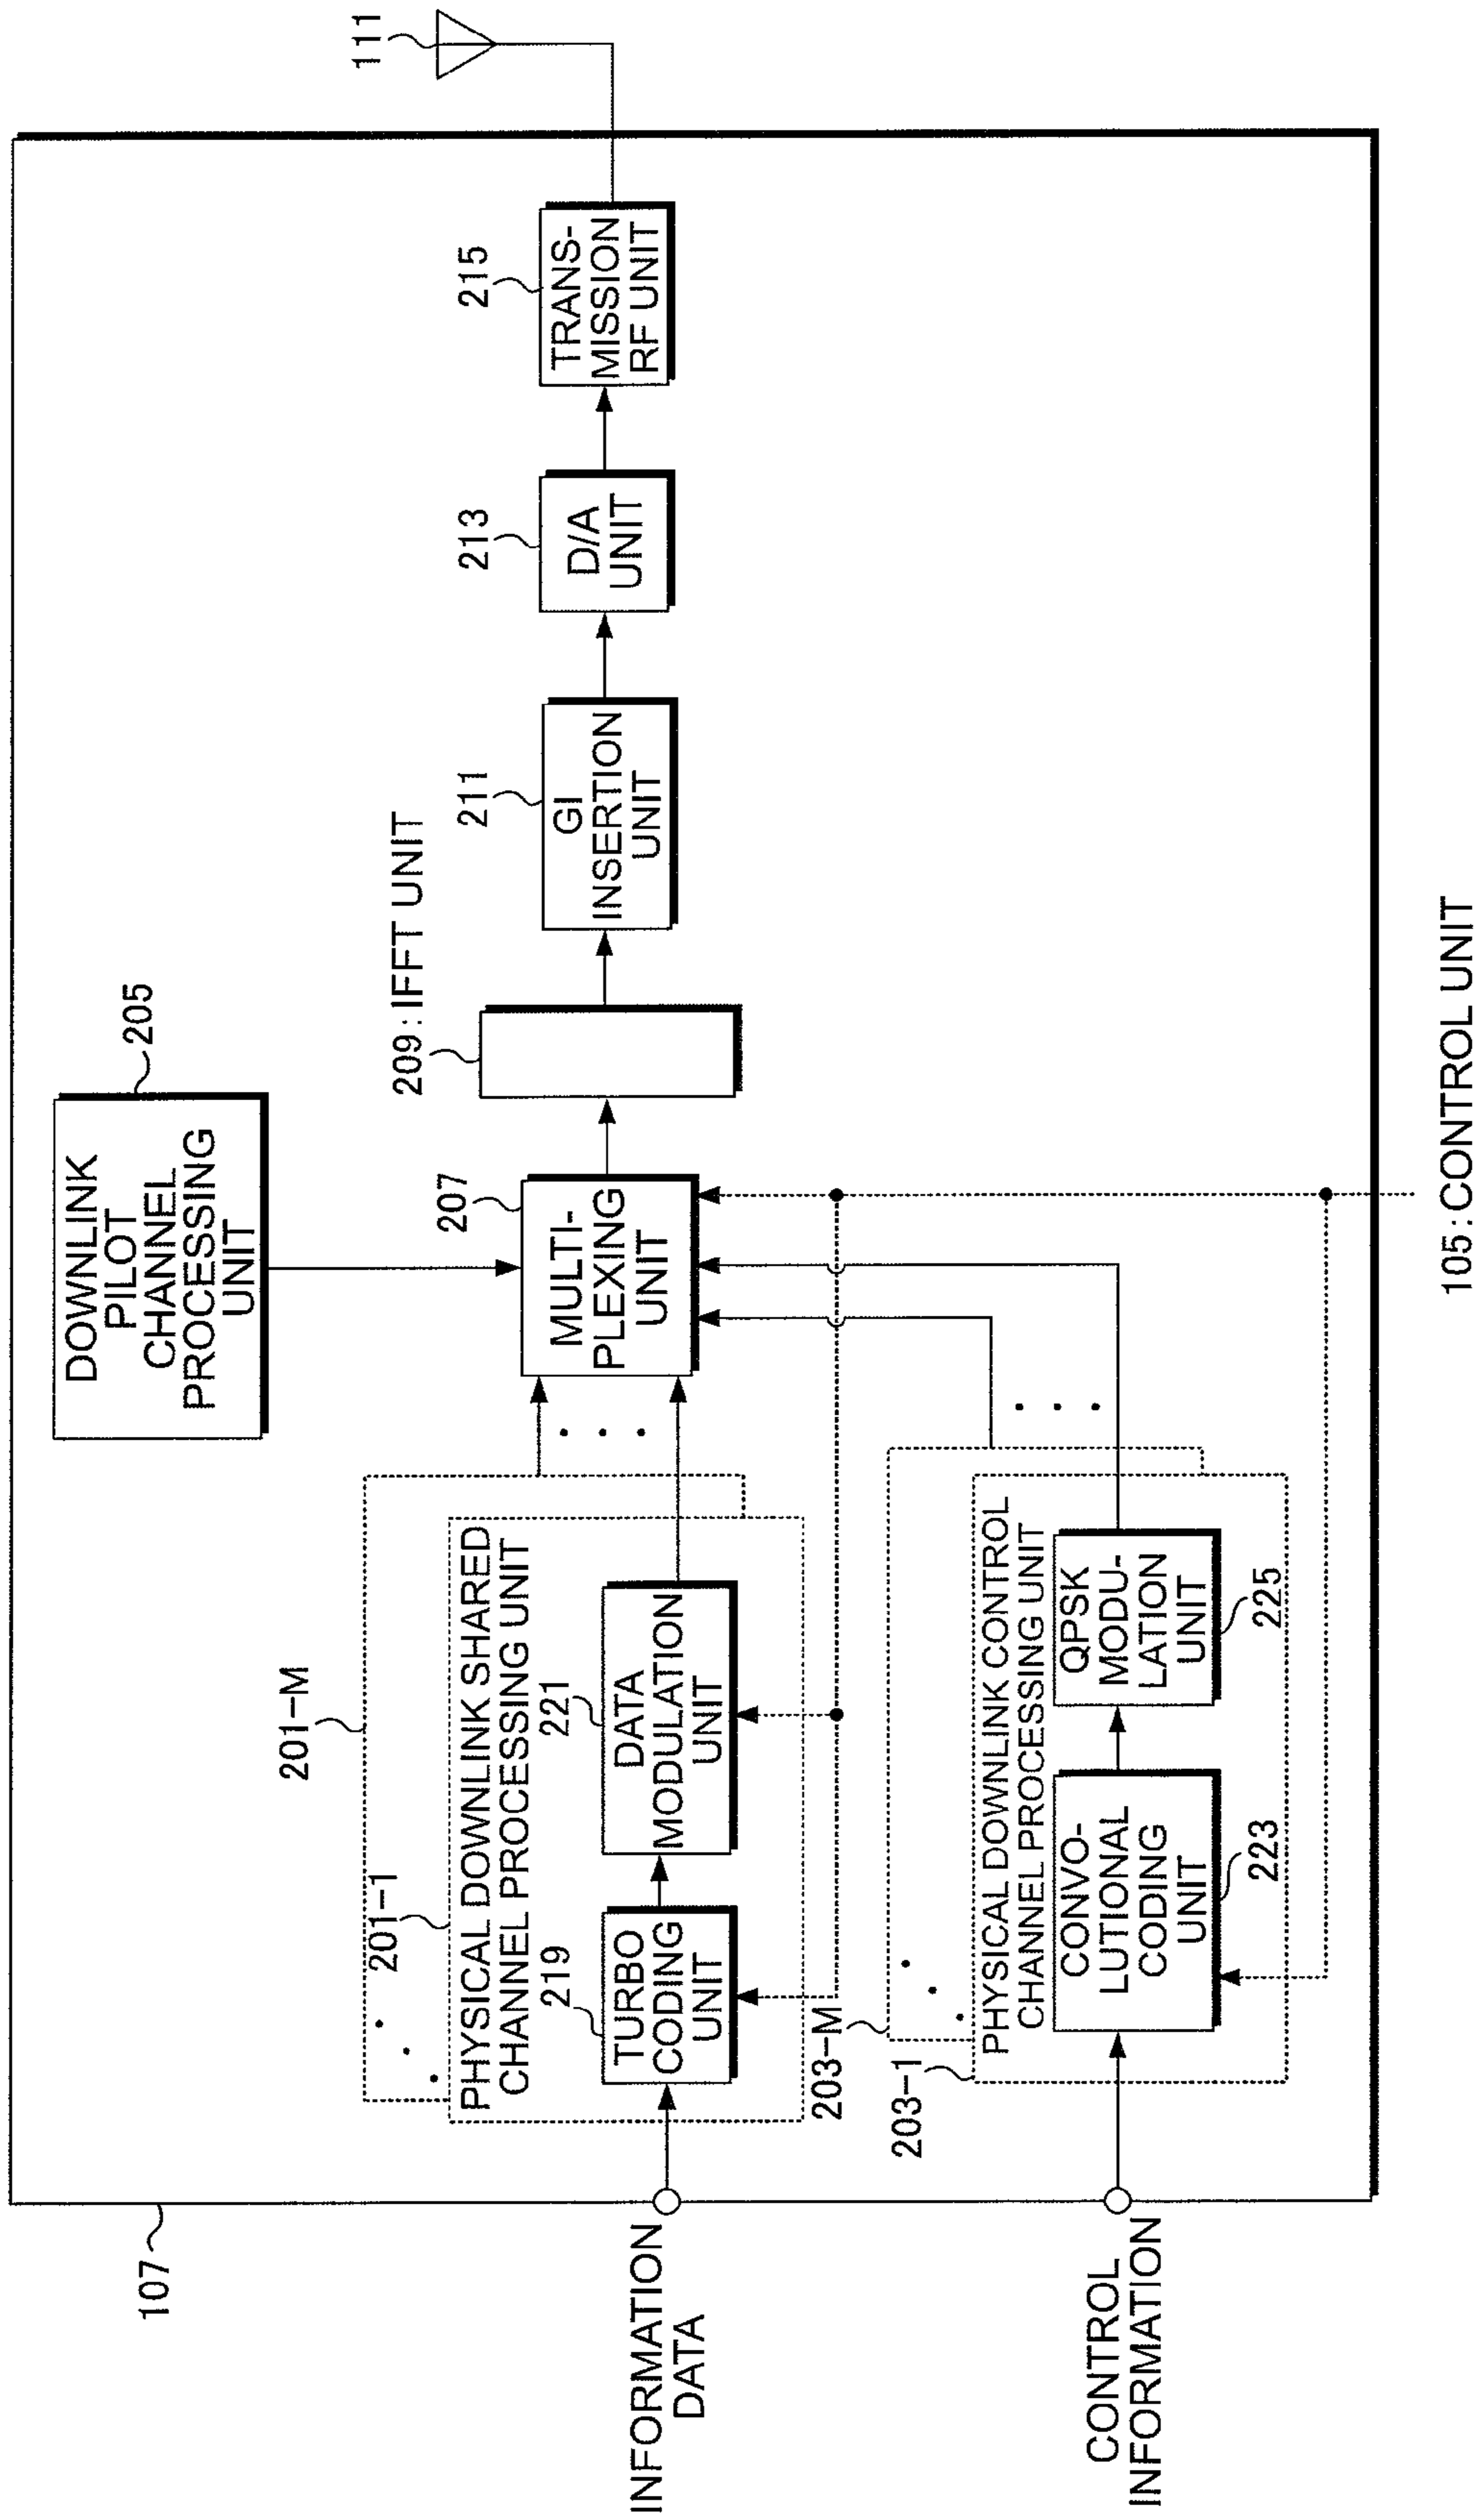 107
DOWNLINK
PILOT
CHANNEL
PROCESSING
UNIT
205
201-M
201-1
PHYSICAL DOWNLINK SHARED
CHANNEL PROCESSING UNIT
219
TURBO
CODING
UNIT
221
DATA
MODULATION
UNIT
INFORMATION
DATA
207
MULTI-
PLEXING
UNIT
209 : IFFT UNIT
211
GI
INSERTION
UNIT
213
D/A
UNIT
215
TRANS-
MISSION
RF UNIT
111
203-M
203-1
PHYSICAL DOWNLINK CONTROL
CHANNEL PROCESSING UNIT
CONVO-
LUTIONAL
CODING
UNIT
223
QPSK
MODU-
LATION
UNIT
225
CONTROL
INFORMATION
105 : CONTROL UNIT